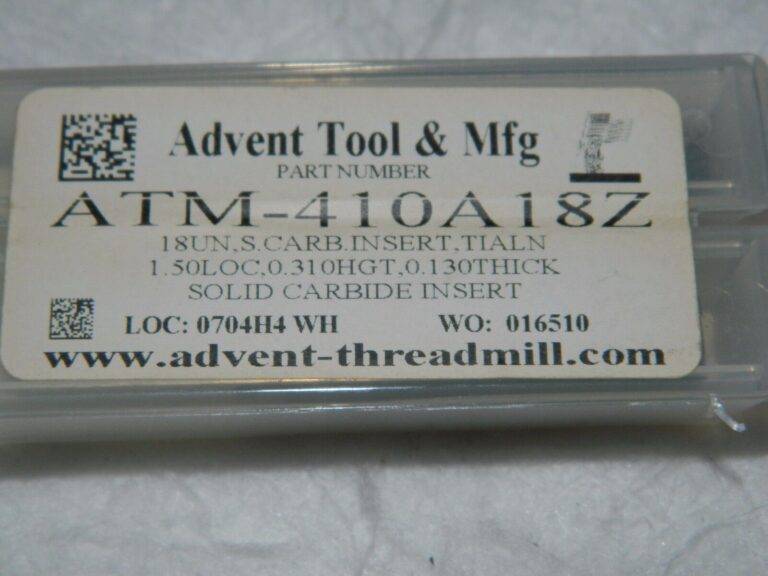 Advent Tool & Mfg
PART NUMBER
ATM-410A18Z
18UN,S.CARB.INSERT,TIALN
1.50LOC,0.310HGT,0.130THICK
SOLID CARBIDE INSERT
LOC: 0704H4 WH WO: 016510
www.advent-threadmill.com